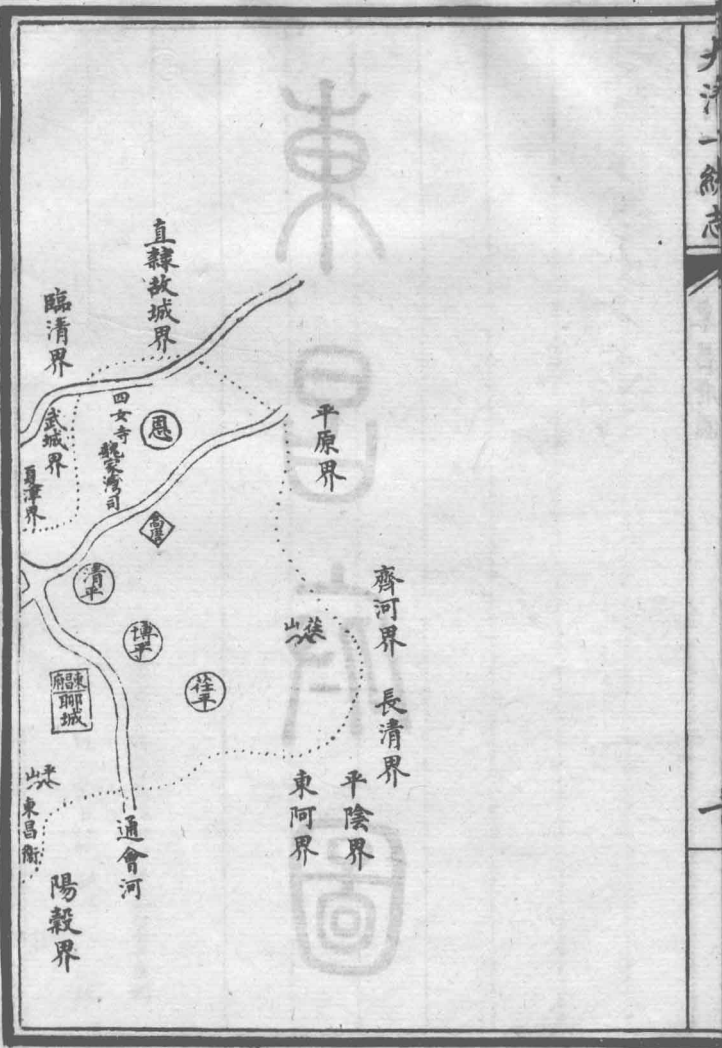 大清一統志
東昌府圖
直隸故城界
臨清界
四女寺
恩
平原界
武城界
夏津界
魏家灣司
高唐
清平
博平
茌平
齊河界
長清界
東昌府
聊城
東阿界
平陰界
東昌衛
通會河
陽穀界
一